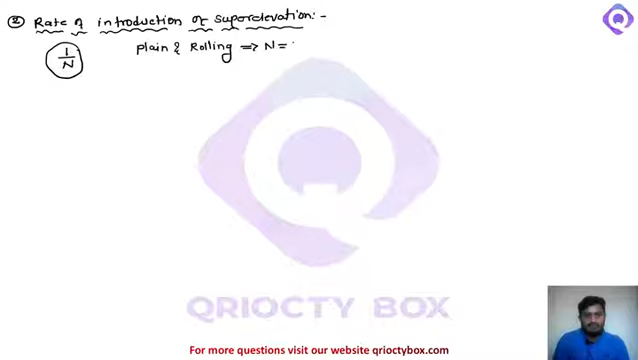 ② Rate of introduction of superelevation:-
1/N
Plain & Rolling ⇒ N =
QRIOCTY BOX
For more questions visit our website qrioctybox.com